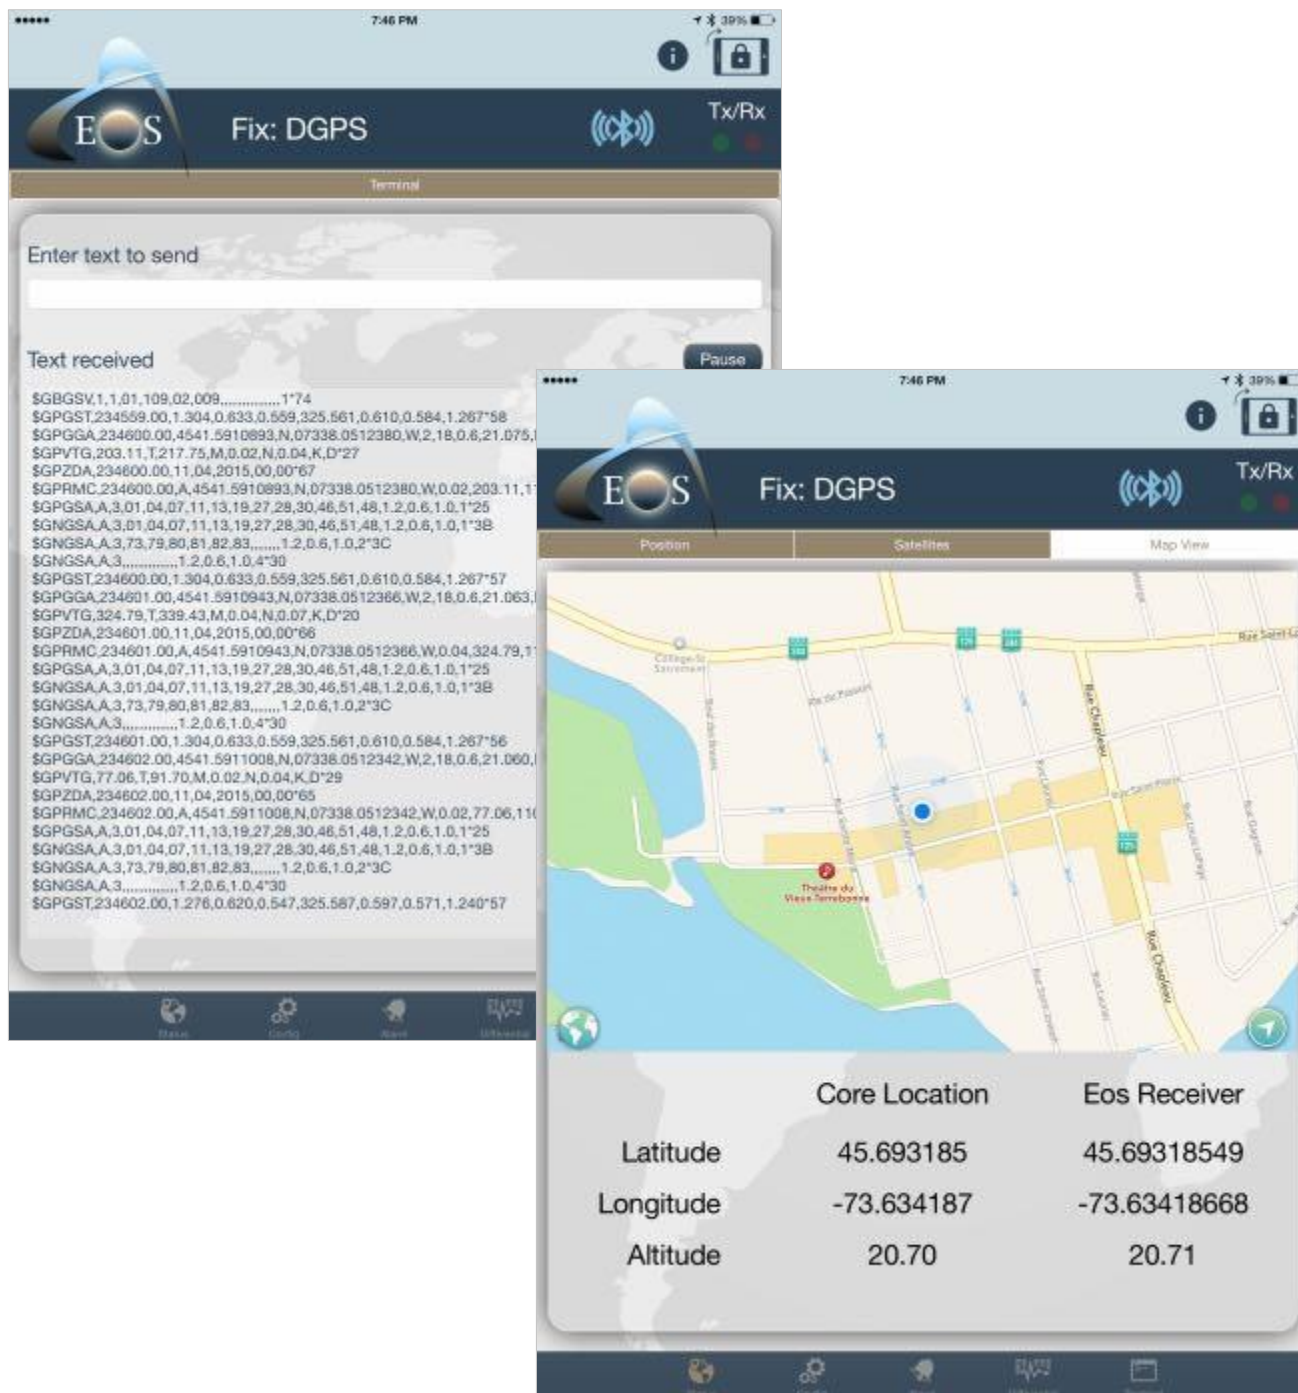 7:46 PM
39%
EOS
Fix: DGPS
Tx/Rx
Terminal
Enter text to send
Text received
Pause
$GBGSV,1,1,01,109,02,009,,,,,,,,,,,,,,,1*74
$GPGST,234559.00,1.304,0.633,0.559,325.561,0.610,0.584,1.267*58
$GPGGA,234600.00,4541.5910893,N,07338.0512380,W,2,18,0.6,21.075,
$GPVTG,203.11,T,217.75,M,0.02,N,0.04,K,D*27
$GPZDA,234600.00,11,04,2015,00,00*67
$GPRMC,234600.00,A,4541.5910893,N,07338.0512380,W,0.02,203.11,1
$GPGSA,A,3,01,04,07,11,13,19,27,28,30,46,51,48,1.2,0.6,1.0,1*25
$GNGSA,A,3,01,04,07,11,13,19,27,28,30,46,51,48,1.2,0.6,1.0,1*3B
$GNGSA,A,3,73,79,80,81,82,83,,,,,,,1.2,0.6,1.0,2*3C
$GNGSA,A,3,,,,,,,,,,,,,1.2,0.6,1.0,4*30
$GPGST,234600.00,1.304,0.633,0.559,325.561,0.610,0.584,1.267*57
$GPGGA,234601.00,4541.5910943,N,07338.0512366,W,2,18,0.6,21.063,
$GPVTG,324.79,T,339.43,M,0.04,N,0.07,K,D*20
$GPZDA,234601.00,11,04,2015,00,00*66
$GPRMC,234601.00,A,4541.5910943,N,07338.0512366,W,0.04,324.79,1
$GPGSA,A,3,01,04,07,11,13,19,27,28,30,46,51,48,1.2,0.6,1.0,1*25
$GNGSA,A,3,01,04,07,11,13,19,27,28,30,46,51,48,1.2,0.6,1.0,1*3B
$GNGSA,A,3,73,79,80,81,82,83,,,,,,,1.2,0.6,1.0,2*3C
$GNGSA,A,3,,,,,,,,,,,,,1.2,0.6,1.0,4*30
$GPGST,234601.00,1.304,0.633,0.559,325.561,0.610,0.584,1.267*56
$GPGGA,234602.00,4541.5911008,N,07338.0512342,W,2,18,0.6,21.060,
$GPVTG,77.06,T,91.70,M,0.02,N,0.04,K,D*29
$GPZDA,234602.00,11,04,2015,00,00*65
$GPRMC,234602.00,A,4541.5911008,N,07338.0512342,W,0.02,77.06,11
$GPGSA,A,3,01,04,07,11,13,19,27,28,30,46,51,48,1.2,0.6,1.0,1*25
$GNGSA,A,3,01,04,07,11,13,19,27,28,30,46,51,48,1.2,0.6,1.0,1*3B
$GNGSA,A,3,73,79,80,81,82,83,,,,,,,1.2,0.6,1.0,2*3C
$GNGSA,A,3,,,,,,,,,,,,,1.2,0.6,1.0,4*30
$GPGST,234602.00,1.276,0.620,0.547,325.587,0.597,0.571,1.240*57
Status
Config
Alarm
Differential
7:46 PM
39%
EOS
Fix: DGPS
Tx/Rx
Position
Satellites
Map View
Rue Saint-Lo
125
Rue Chapleau
Rue Saint-Pierre
Rue Saint-André
125
Théâtre du
Vieux-Terrebonne
Rue Chapleau
Rue Saint-Joseph
Rue Laurier
Core Location
Eos Receiver
Latitude
45.693185
45.69318549
Longitude
-73.634187
-73.63418668
Altitude
20.70
20.71